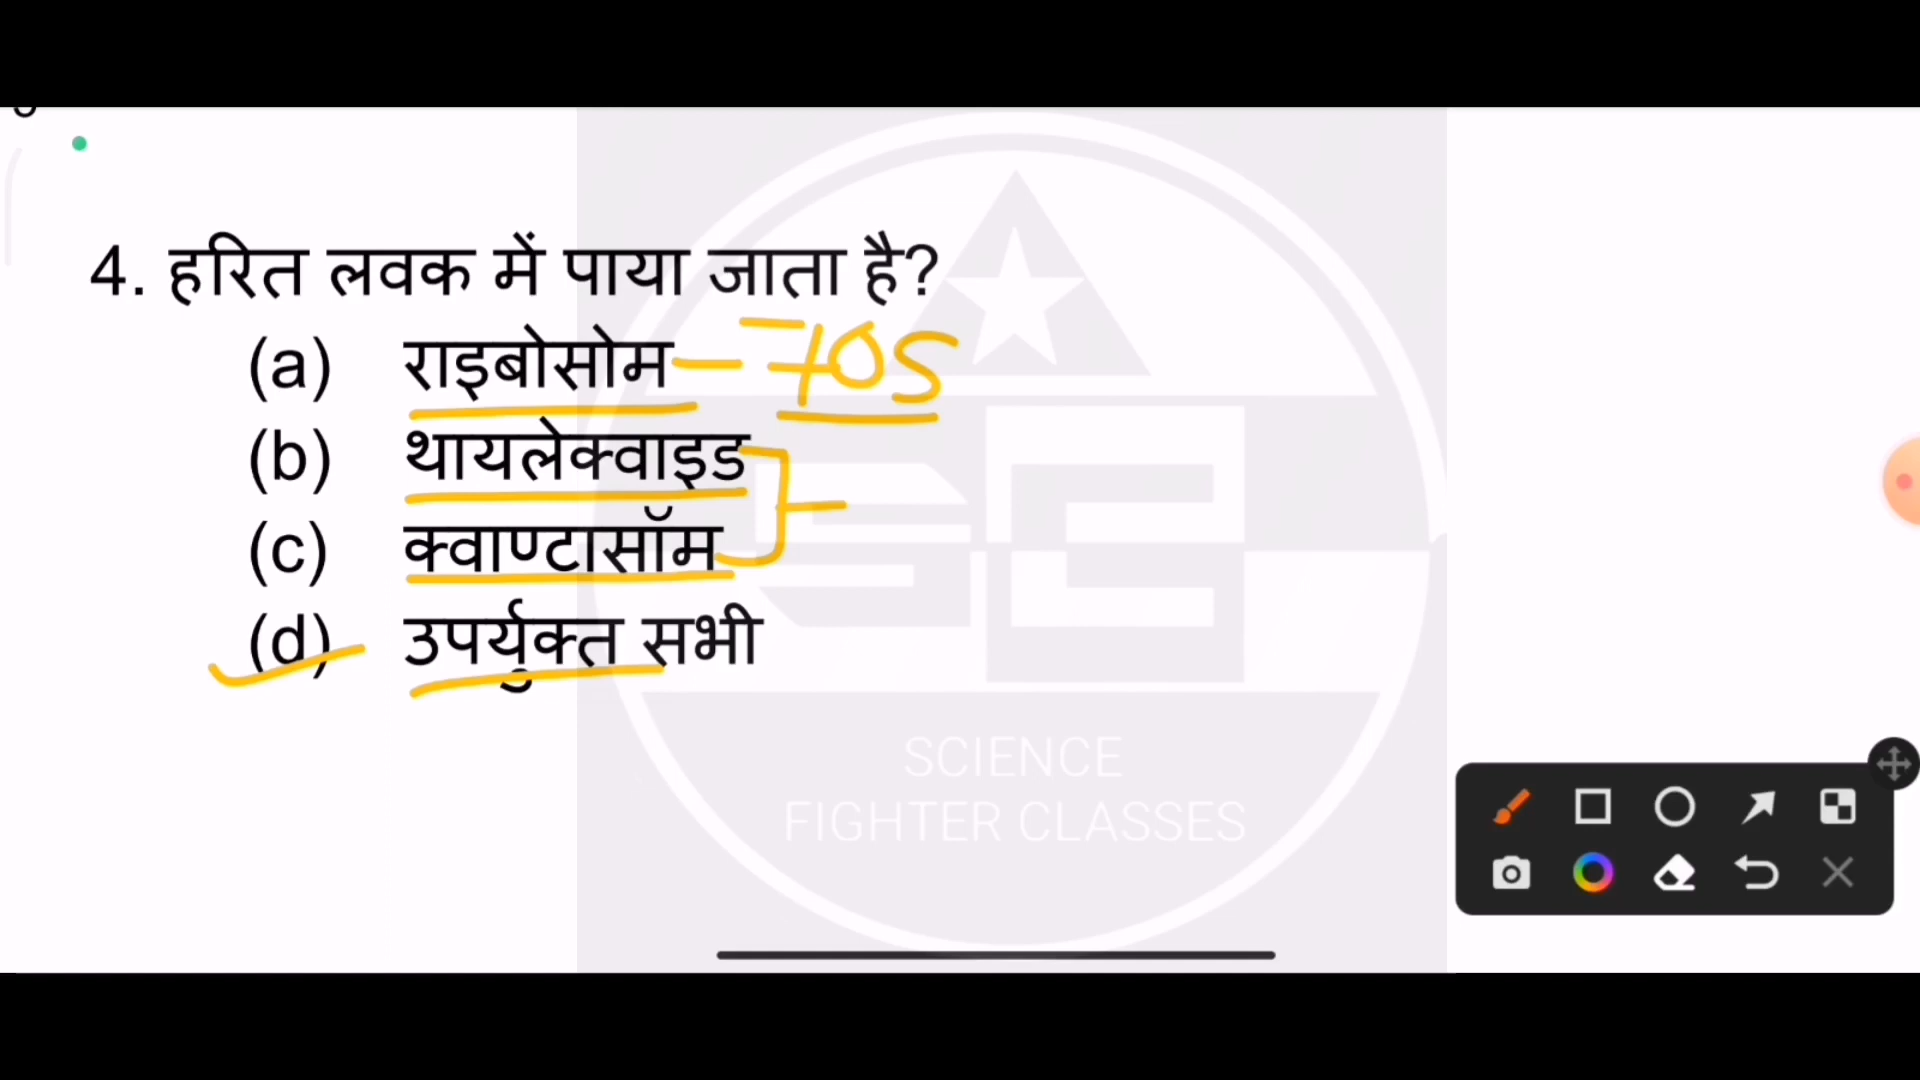 4. हरित लवक में पाया जाता है?
(a) राइबोसोम – 70S
(b) थायलेक्वाइड
(c) क्वाण्टासॉम
(d) उपर्युक्त सभी
SCIENCE
FIGHTER CLASSES